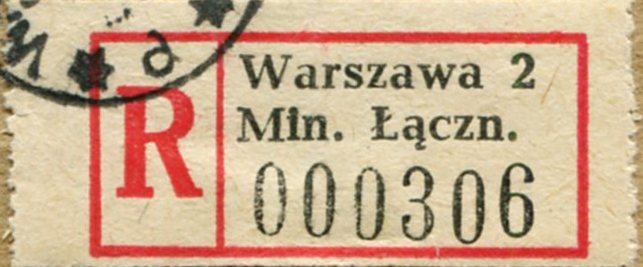 R
Warszawa 2
Min. Łączn.
000306